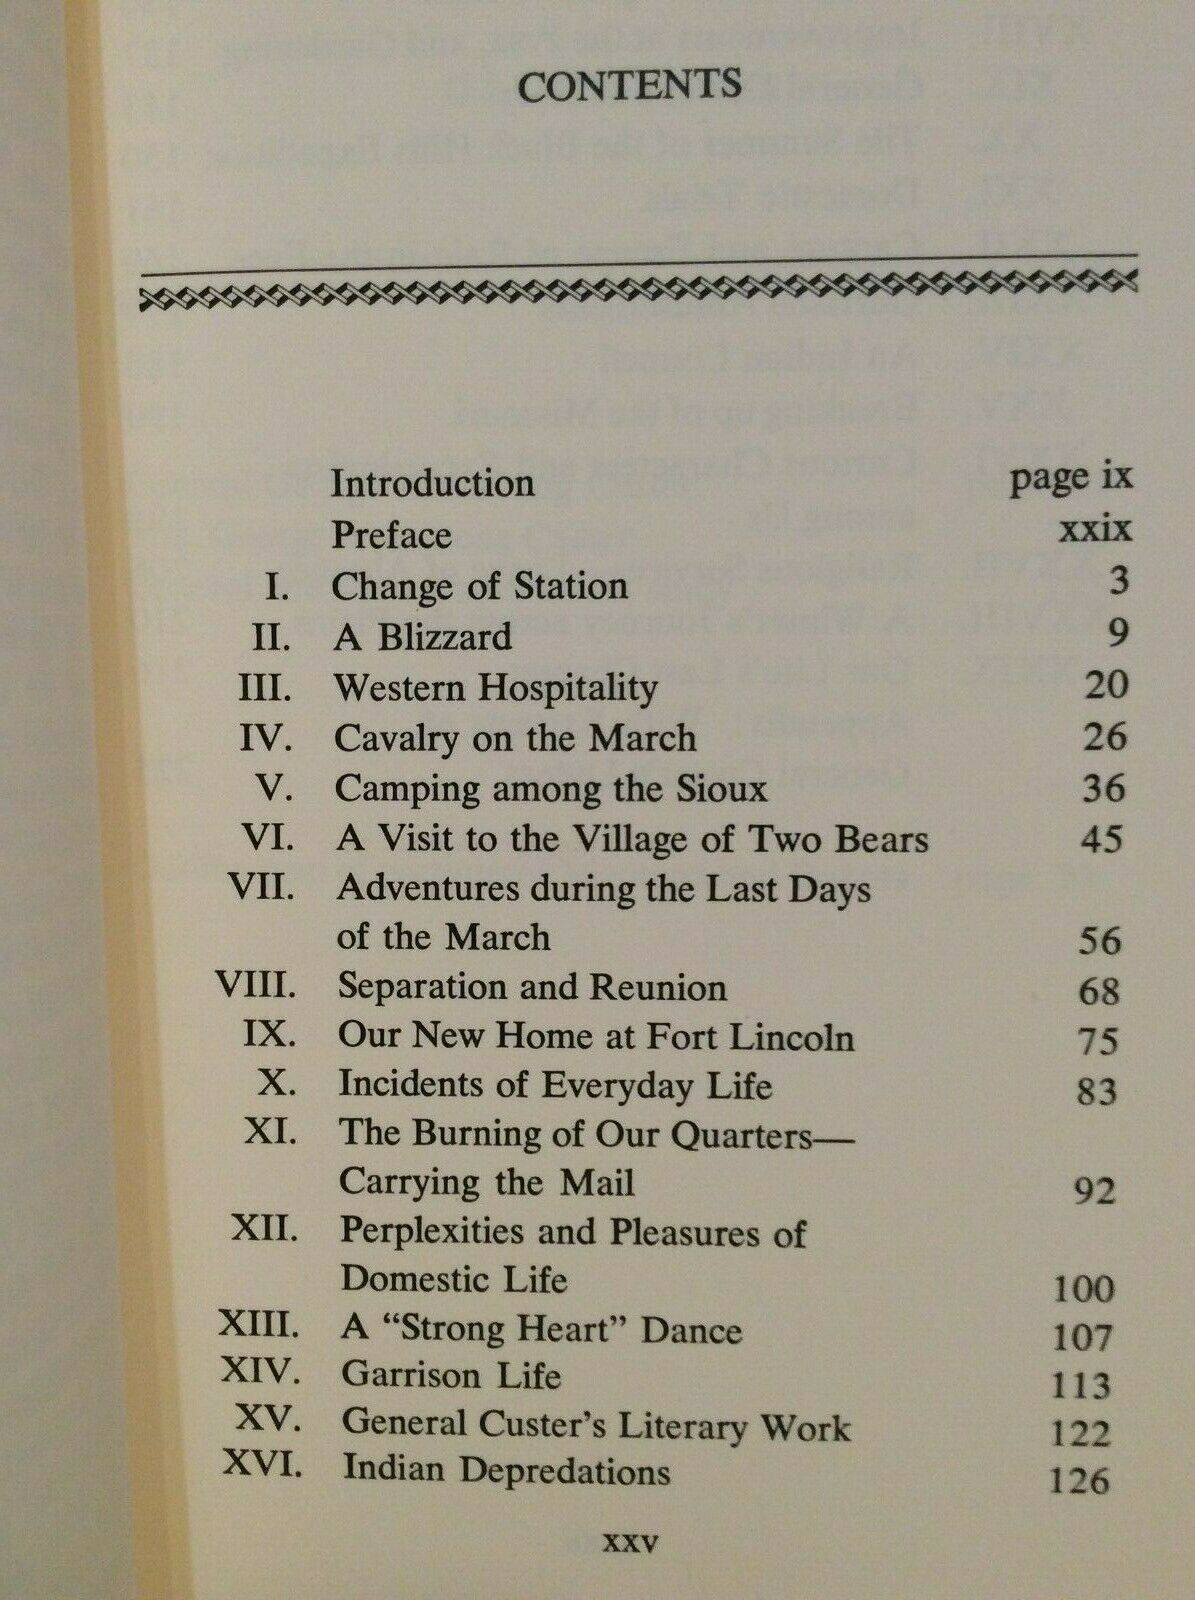 CONTENTS
Introduction page ix
Preface xxix
I. Change of Station 3
II. A Blizzard 9
III. Western Hospitality 20
IV. Cavalry on the March 26
V. Camping among the Sioux 36
VI. A Visit to the Village of Two Bears 45
VII. Adventures during the Last Days
of the March 56
VIII. Separation and Reunion 68
IX. Our New Home at Fort Lincoln 75
X. Incidents of Everyday Life 83
XI. The Burning of Our Quarters—
Carrying the Mail 92
XII. Perplexities and Pleasures of
Domestic Life 100
XIII. A “Strong Heart” Dance 107
XIV. Garrison Life 113
XV. General Custer’s Literary Work 122
XVI. Indian Depredations 126
xxv